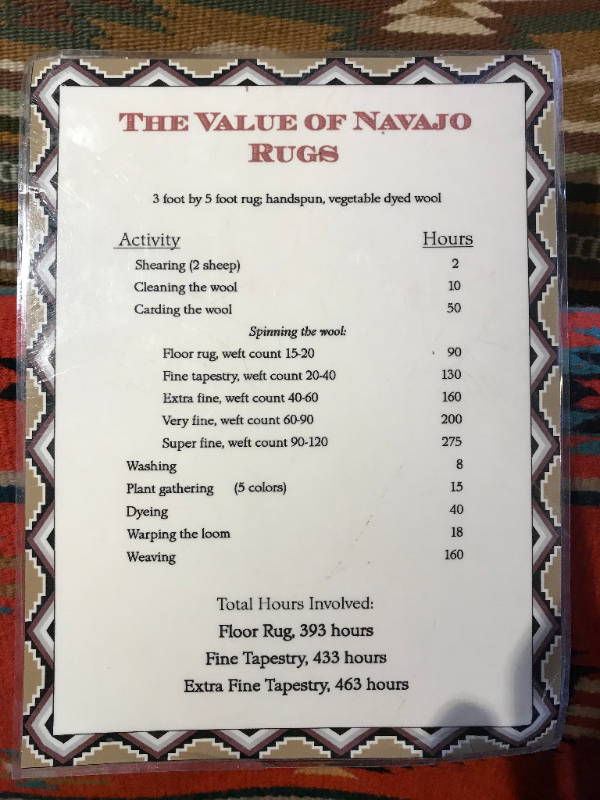 THE VALUE OF NAVAJO
RUGS
3 foot by 5 foot rug; handspun, vegetable dyed wool
Activity Hours
Shearing (2 sheep) 2
Cleaning the wool 10
Carding the wool 50
Spinning the wool:
Floor rug, weft count 15-20 90
Fine tapestry, weft count 20-40 130
Extra fine, weft count 40-60 160
Very fine, weft count 60-90 200
Super fine, weft count 90-120 275
Washing 8
Plant gathering (5 colors) 15
Dyeing 40
Warping the loom 18
Weaving 160
Total Hours Involved:
Floor Rug, 393 hours
Fine Tapestry, 433 hours
Extra Fine Tapestry, 463 hours